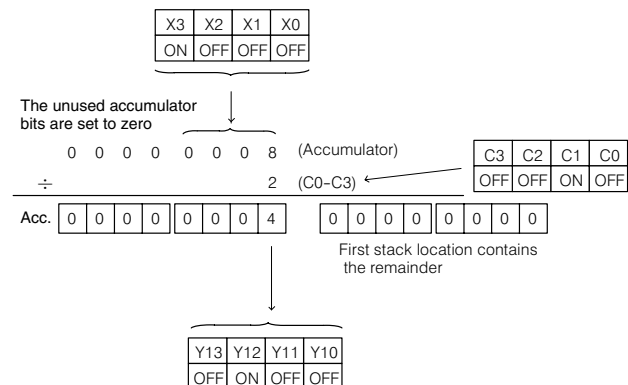 X3 X2 X1 X0
ON OFF OFF OFF
The unused accumulator
bits are set to zero
0 0 0 0 0 0 0 8 (Accumulator)
C3 C2 C1 C0
÷ 2 (C0–C3)
OFF OFF ON OFF
Acc. 0 0 0 0 0 0 0 4 0 0 0 0 0 0 0 0
First stack location contains
the remainder
Y13 Y12 Y11 Y10
OFF ON OFF OFF